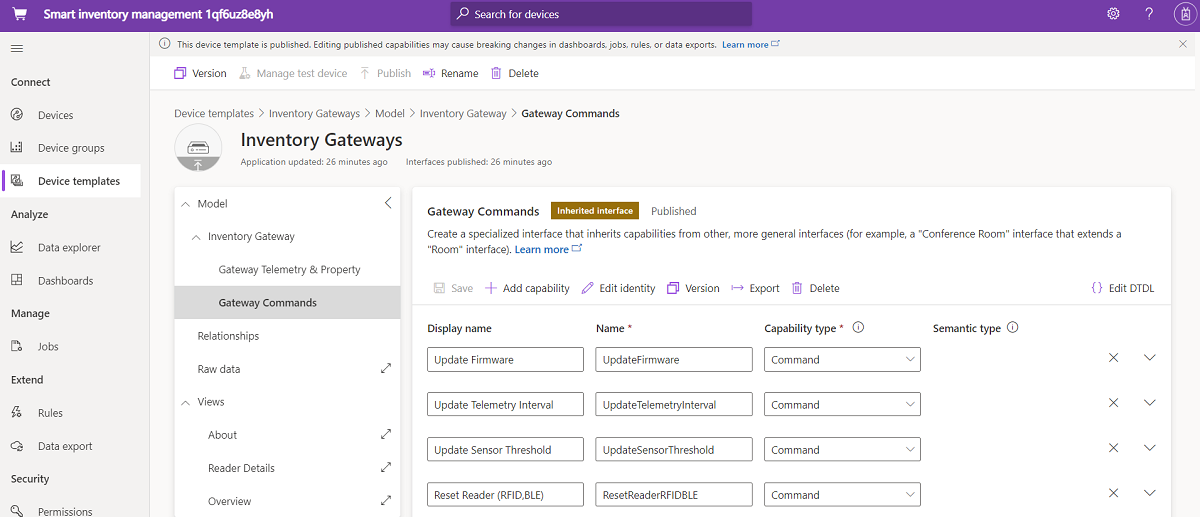 Smart inventory management 1qf6uz8e8yh
Search for devices
?
This device template is published. Editing published capabilities may cause breaking changes in dashboards, jobs, rules, or data exports. Learn more
Version
Manage test device
Publish
Rename
Delete
Connect
Devices
Device groups
Device templates
Analyze
Data explorer
Dashboards
Manage
Jobs
Extend
Rules
Data export
Security
Permissions
Device templates > Inventory Gateways > Model > Inventory Gateway > Gateway Commands
Inventory Gateways
Application updated: 26 minutes ago Interfaces published: 26 minutes ago
Model
Inventory Gateway
Gateway Telemetry & Property
Gateway Commands
Relationships
Raw data
Views
About
Reader Details
Overview
Gateway Commands Inherited interface Published
Create a specialized interface that inherits capabilities from other, more general interfaces (for example, a "Conference Room" interface that extends a
"Room" interface). Learn more
Save Add capability Edit identity Version Export Delete {} Edit DTDL
Display name Name * Capability type * Semantic type
Update Firmware UpdateFirmware Command
Update Telemetry Interval UpdateTelemetryInterval Command
Update Sensor Threshold UpdateSensorThreshold Command
Reset Reader (RFID,BLE) ResetReaderRFIDBLE Command